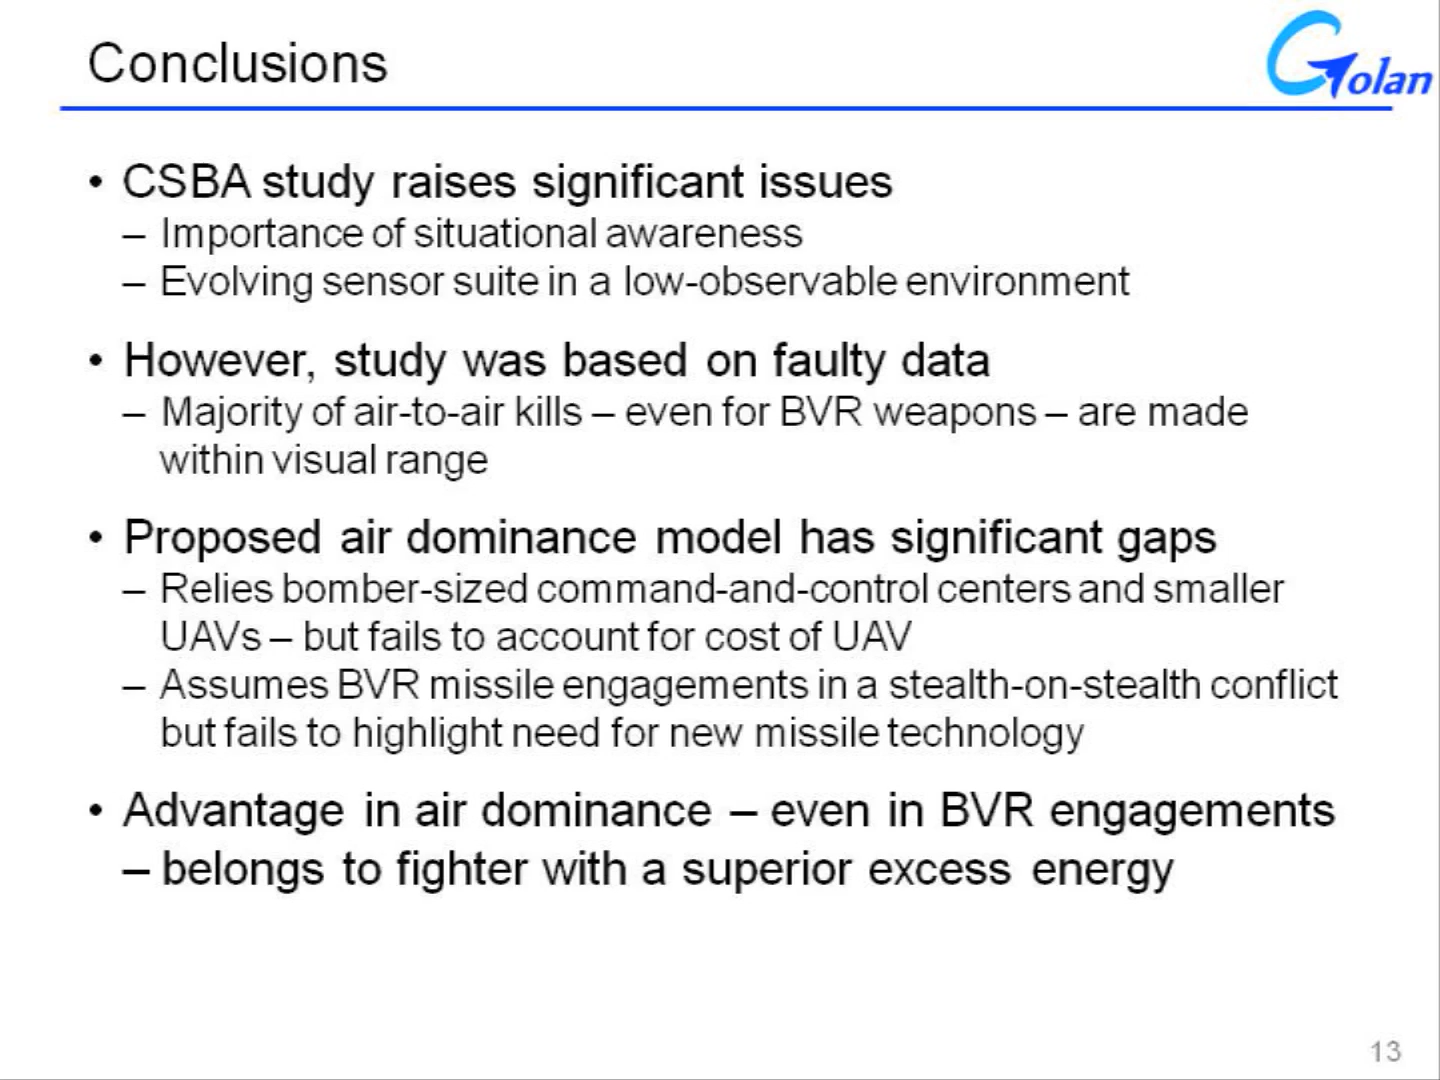 Conclusions
Golan
• CSBA study raises significant issues
– Importance of situational awareness
– Evolving sensor suite in a low-observable environment
• However, study was based on faulty data
– Majority of air-to-air kills – even for BVR weapons – are made
within visual range
• Proposed air dominance model has significant gaps
– Relies bomber-sized command-and-control centers and smaller
UAVs – but fails to account for cost of UAV
– Assumes BVR missile engagements in a stealth-on-stealth conflict
but fails to highlight need for new missile technology
• Advantage in air dominance – even in BVR engagements
– belongs to fighter with a superior excess energy
13